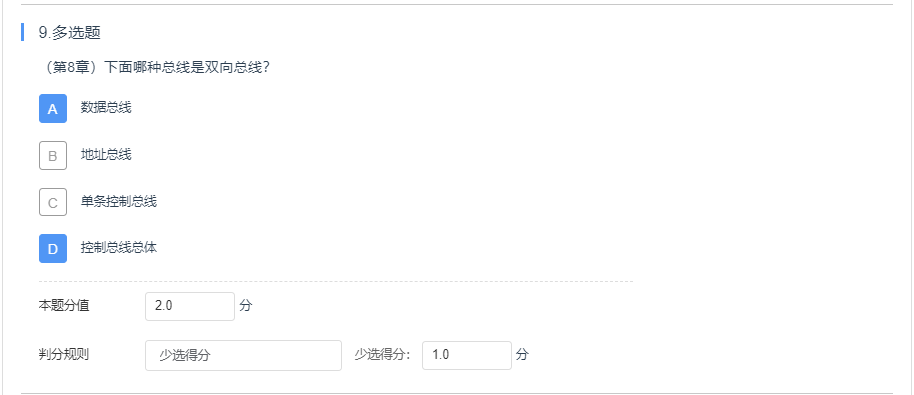 9.多选题
（第8章）下面哪种总线是双向总线？
A 数据总线
B 地址总线
C 单条控制总线
D 控制总线总体
本题分值 2.0 分
判分规则 少选得分 少选得分： 1.0 分